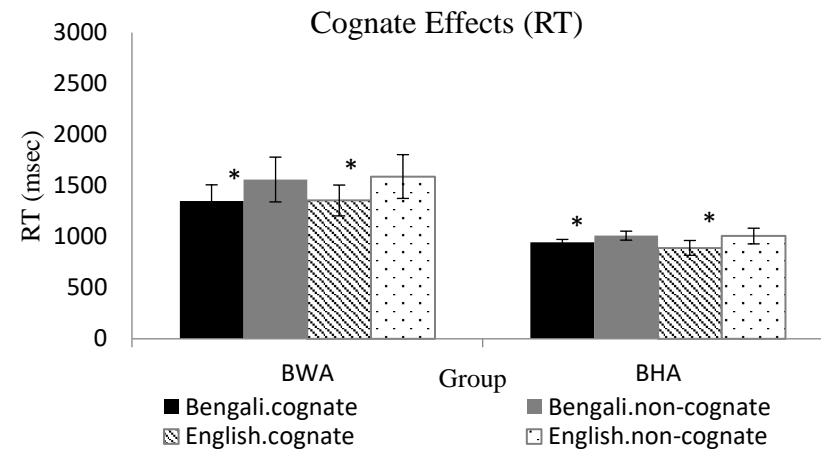 Cognate Effects (RT)
3000
2500
2000
1500
1000
500
0
RT (msec)
*
*
*
*
BWA
BHA
Group
Bengali.cognate
Bengali.non-cognate
English.cognate
English.non-cognate